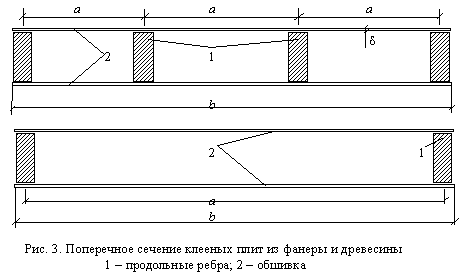 a a a
δ
2 1
b
2 1
a
b
Рис. 3. Поперечное сечение клееных плит из фанеры и древесины
1 – продольные ребра; 2 – обшивка